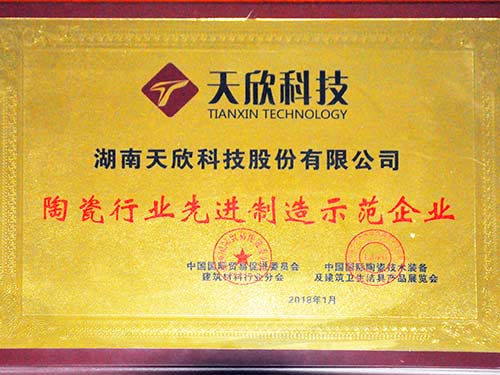 天欣科技
TIANXIN TECHNOLOGY
湖南天欣科技股份有限公司
陶瓷行业先进制造示范企业
中国国际贸易促进委员会
建筑材料行业分会
中国国际陶瓷技术装备
及建筑卫生洁具产品展览会
2018年1月